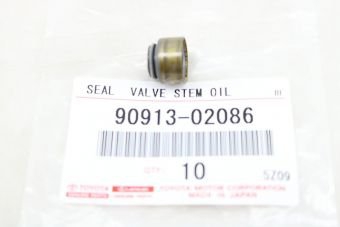 SEAL VALVE STEM OIL
90913-02086
QTY: 10
5Z09
TOYOTA MOTOR CORPORATION
MADE IN JAPAN